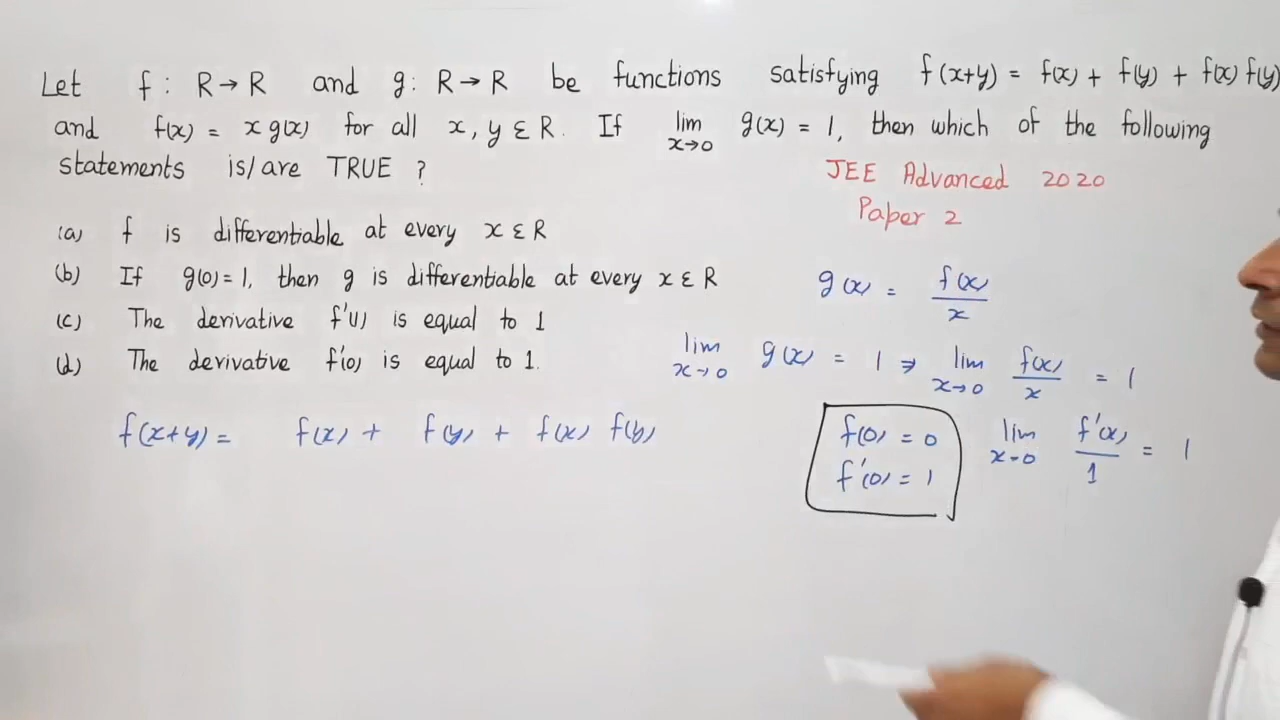 Let f : R → R and g : R → R be functions satisfying f(x+y) = f(x) + f(y) + f(x) f(y)
and f(x) = x g(x) for all x, y ε R. If lim x→0 g(x) = 1, then which of the following
statements is/are TRUE ?
JEE Advanced 2020
Paper 2
(a) f is differentiable at every x ε R
(b) If g(0) = 1, then g is differentiable at every x ε R
(c) The derivative f'(1) is equal to 1
(d) The derivative f'(0) is equal to 1.
g(x) = f(x)/x
lim x→0 g(x) = 1 ⇒ lim x→0 f(x)/x = 1
f(x+y) = f(x) + f(y) + f(x) f(y)
f(0) = 0
f'(0) = 1
lim x→0 f'(x)/1 = 1